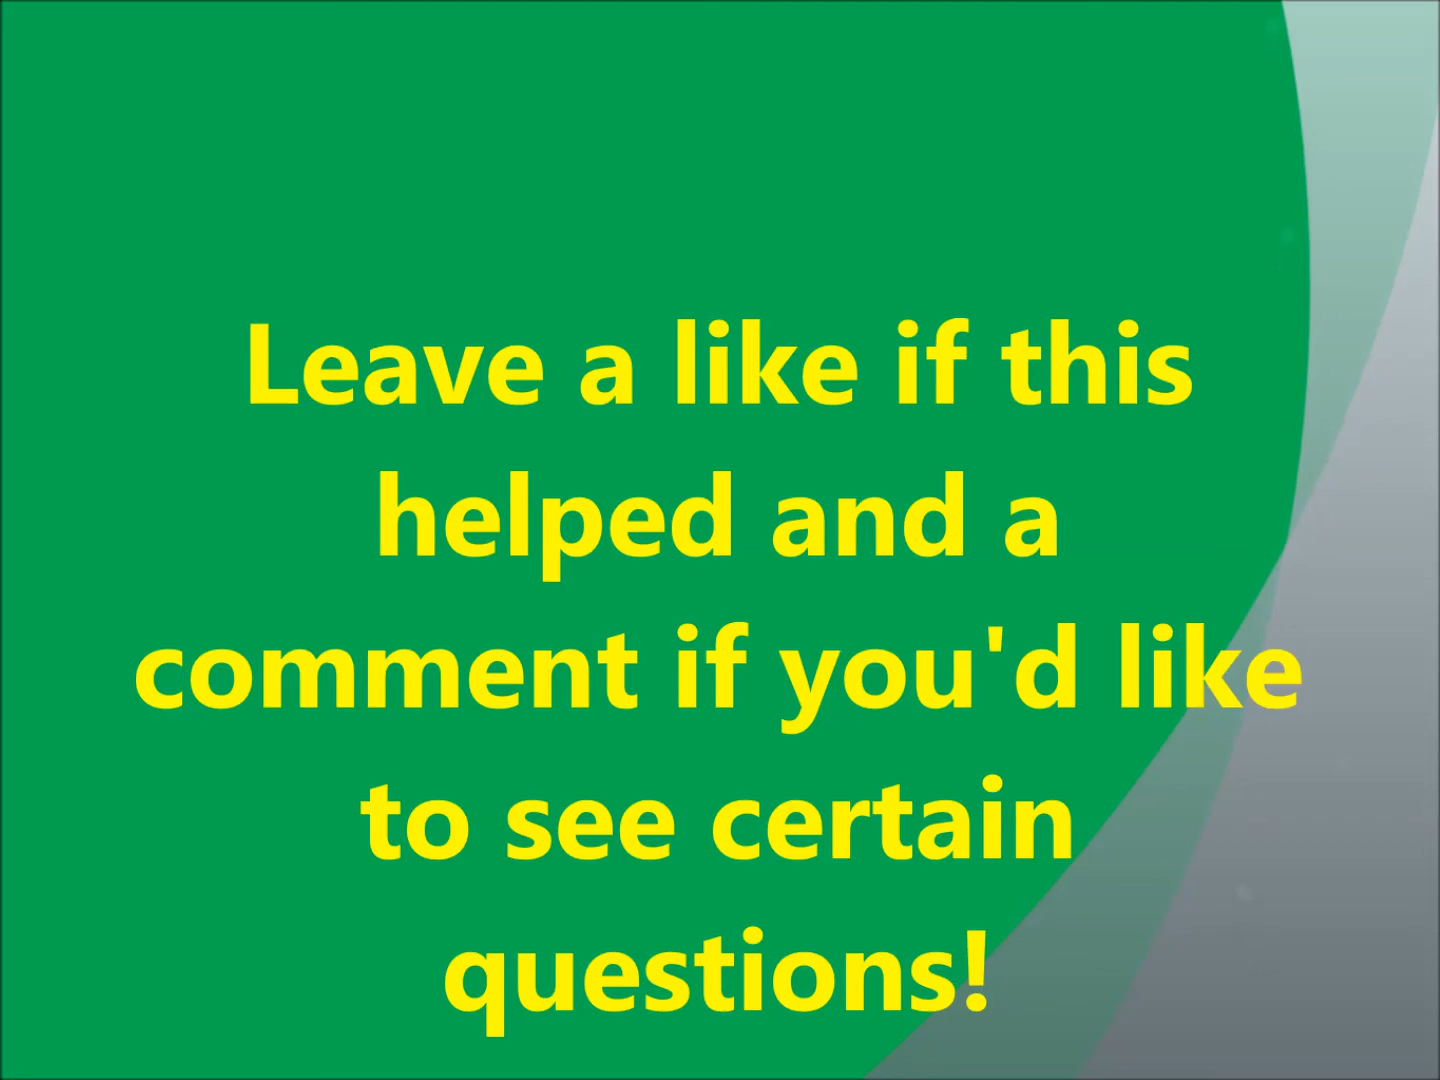 Leave a like if this
helped and a
comment if you'd like
to see certain
questions!